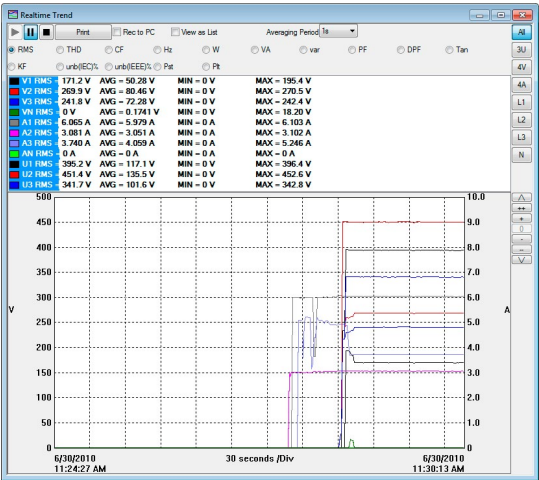 Realtime Trend
Print Rec to PC View as List Averaging Period 1s All
RMS THD CF Hz W VA var PF DPF Tan 3U
KF unb(IEC)% unb(IEEE)% Pst Plt 4V
V1 RMS = 171.2 V AVG = 50.28 V MIN = 0 V MAX = 195.4 V
V2 RMS = 269.9 V AVG = 80.46 V MIN = 0 V MAX = 270.5 V 4A
V3 RMS = 241.8 V AVG = 72.28 V MIN = 0 V MAX = 242.4 V
VN RMS = 0 V AVG = 0.1741 V MIN = 0 V MAX = 18.20 V L1
A1 RMS = 6.065 A AVG = 5.979 A MIN = 0 A MAX = 6.103 A L2
A2 RMS = 3.081 A AVG = 3.051 A MIN = 0 A MAX = 3.102 A
A3 RMS = 3.740 A AVG = 4.059 A MIN = 0 A MAX = 5.246 A L3
AN RMS = 0 A AVG = 0 A MIN = 0 A MAX = 0 A
U1 RMS = 395.2 V AVG = 117.1 V MIN = 0 V MAX = 396.4 V N
U2 RMS = 451.4 V AVG = 135.5 V MIN = 0 V MAX = 452.6 V
U3 RMS = 341.7 V AVG = 101.6 V MIN = 0 V MAX = 342.8 V
500 10.0
450 9.0
400 8.0
350 7.0
300 6.0
V A
250 5.0
200 4.0
150 3.0
100 2.0
50 1.0
0 0
6/30/2010 30 seconds /Div 6/30/2010
11:24:27 AM 11:30:13 AM
++
+
0
-
--